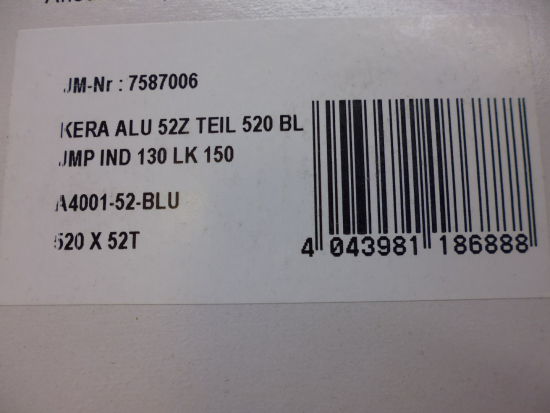 JM-Nr : 7587006
KERA ALU 52Z TEIL 520 BL
JMP IND 130 LK 150
A4001-52-BLU
520 X 52T
4 043981 186888